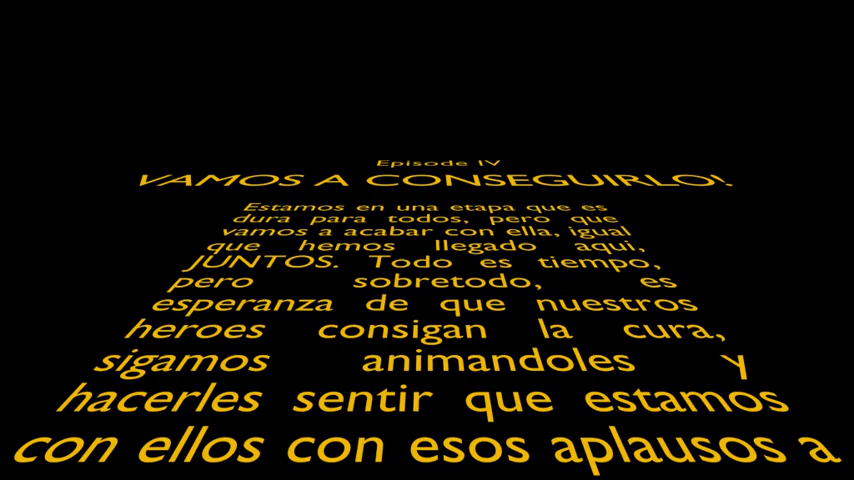 Episode IV
VAMOS A CONSEGUIRLO!
Estamos en una etapa que es
dura para todos, pero que
vamos a acabar con ella, igual
que hemos llegado aqui,
JUNTOS. Todo es tiempo,
pero sobretodo, es
esperanza de que nuestros
heroes consigan la cura,
sigamos animandoles y
hacerles sentir que estamos
con ellos con esos aplausos a